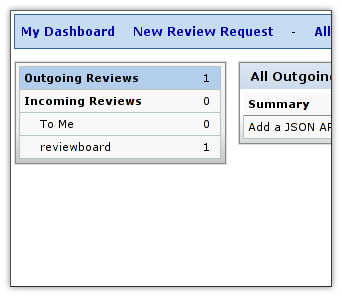 My Dashboard New Review Request - All
Outgoing Reviews 1
Incoming Reviews 0
To Me 0
reviewboard 1
All Outgoin
Summary
Add a JSON AP